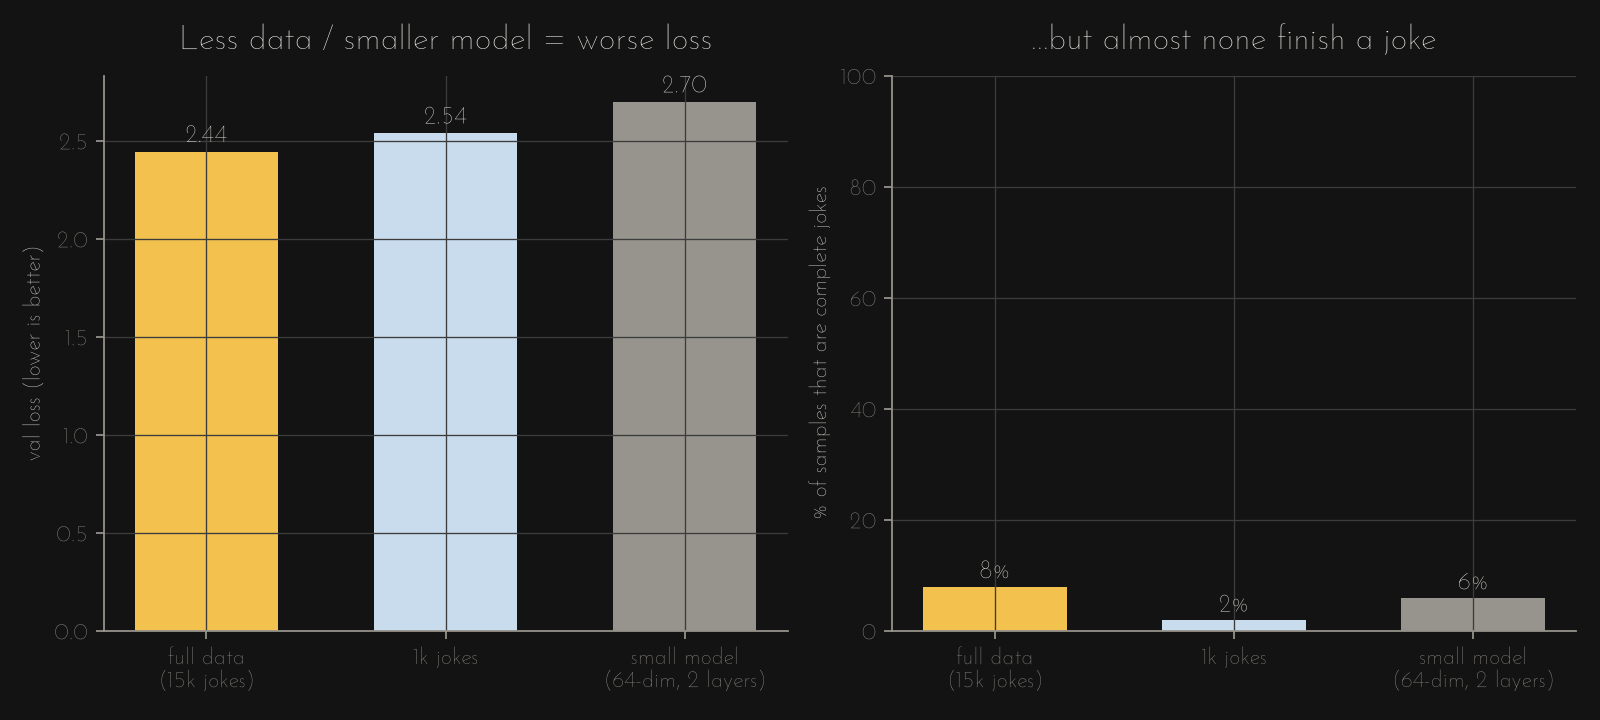 Less data / smaller model = worse loss
val loss (lower is better)
2.5
2.0
1.5
1.0
0.5
0.0
2.44
2.54
2.70
full data
(15k jokes)
1k jokes
small model
(64-dim, 2 layers)
...but almost none finish a joke
% of samples that are complete jokes
100
80
60
40
20
0
8%
2%
6%
full data
(15k jokes)
1k jokes
small model
(64-dim, 2 layers)